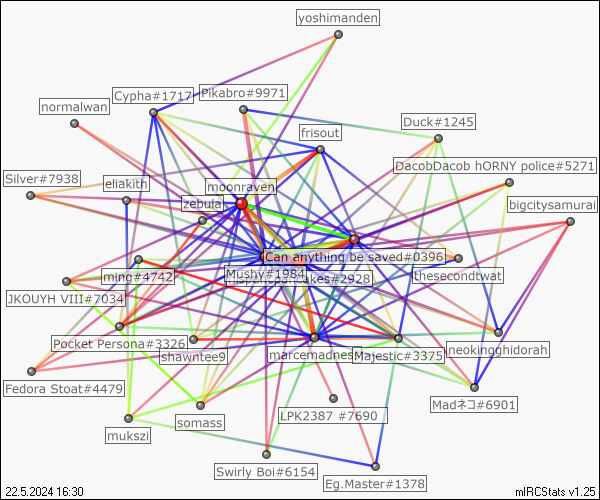 yoshimanden
Cypha#1717
Pikabro#9971
normalwan
Duck#1245
frisout
DacobDacob hORNY police#5271
Silver#7938
eliakith
moonraven
zebula
bigcitysamurai
Can anything be saved#0396
ming#4742
Mushy#1984
cakes#2928
thesecondtwat
JKOUYH VIII#7034
Pocket Persona#3326
shawntee9
marcemadnes
Majestic#3375
neokingghidorah
Fedora Stoat#4479
Madネコ#6901
mukszi
somass
LPK2387 #7690
Swirly Boi#6154
Eg.Master#1378
22.5.2024 16:30
mIRCStats v1.25